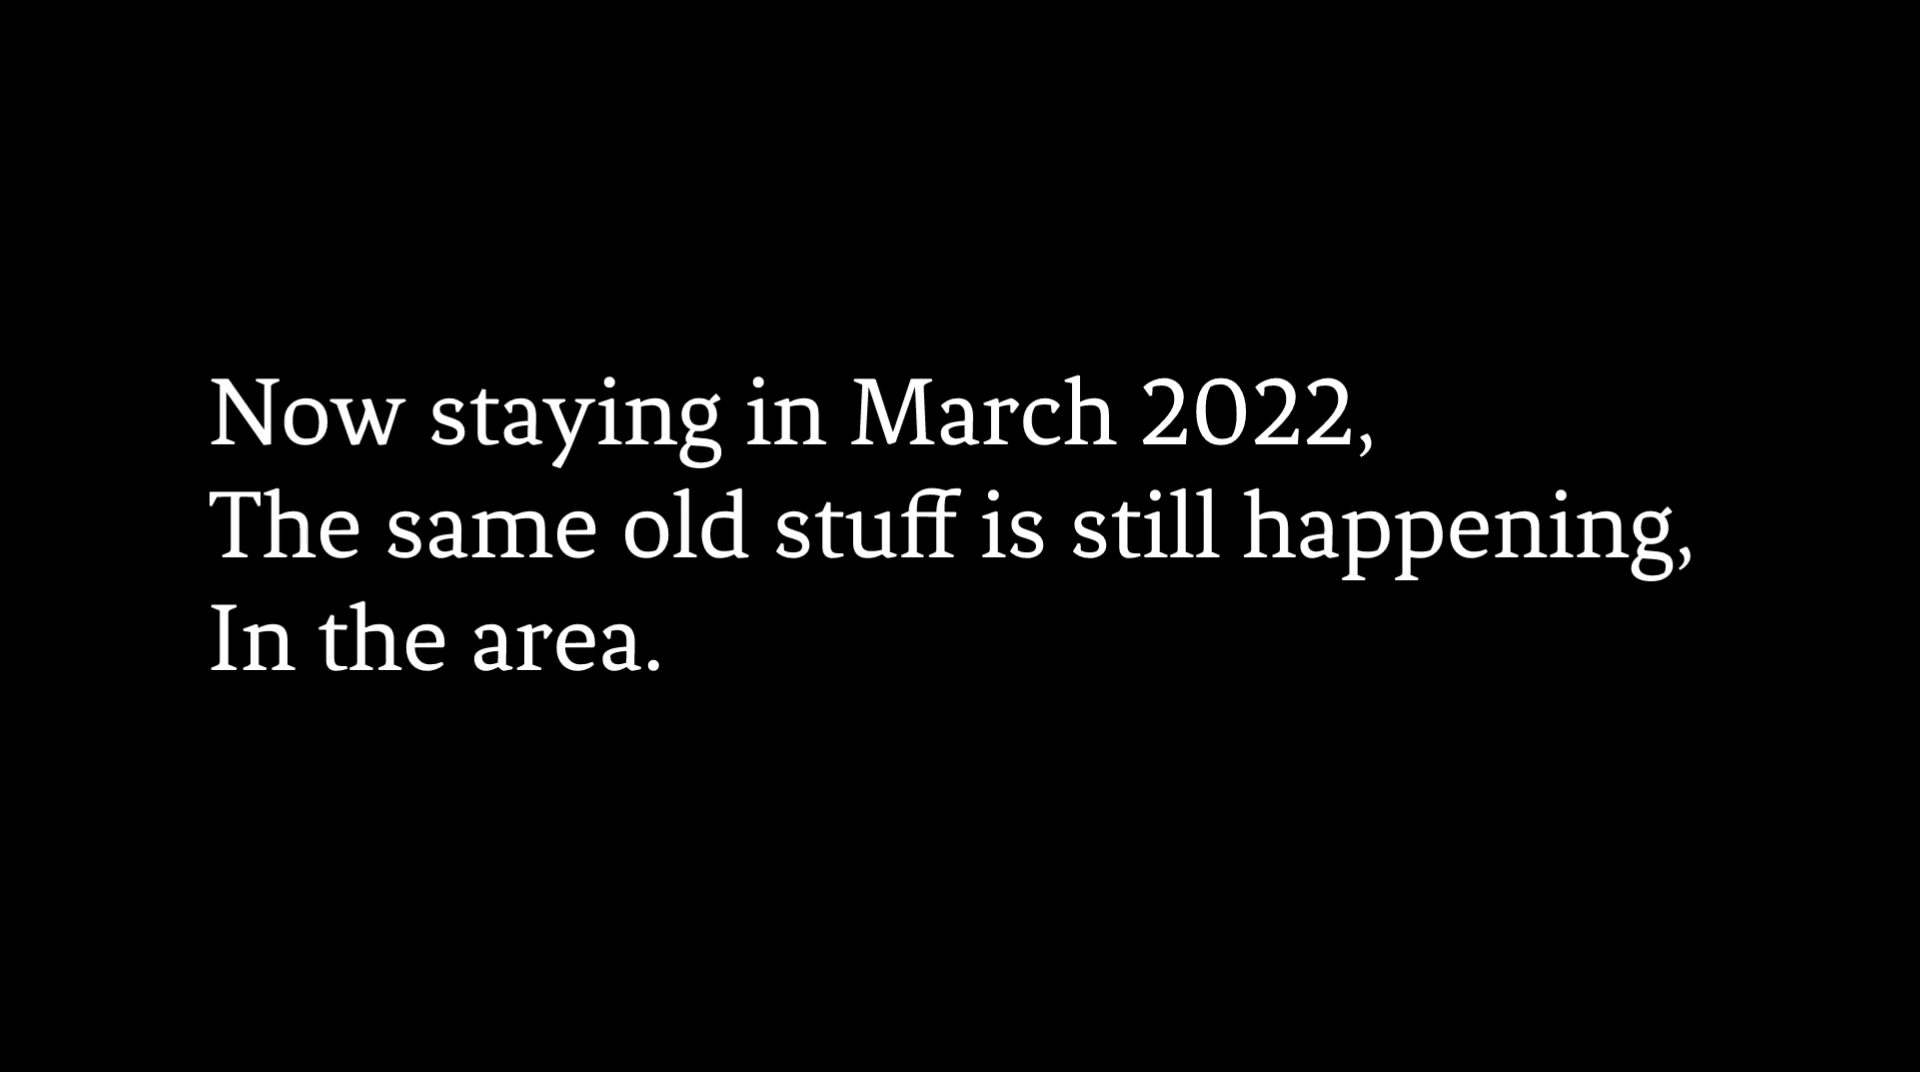 Now staying in March 2022,
The same old stuff is still happening,
In the area.